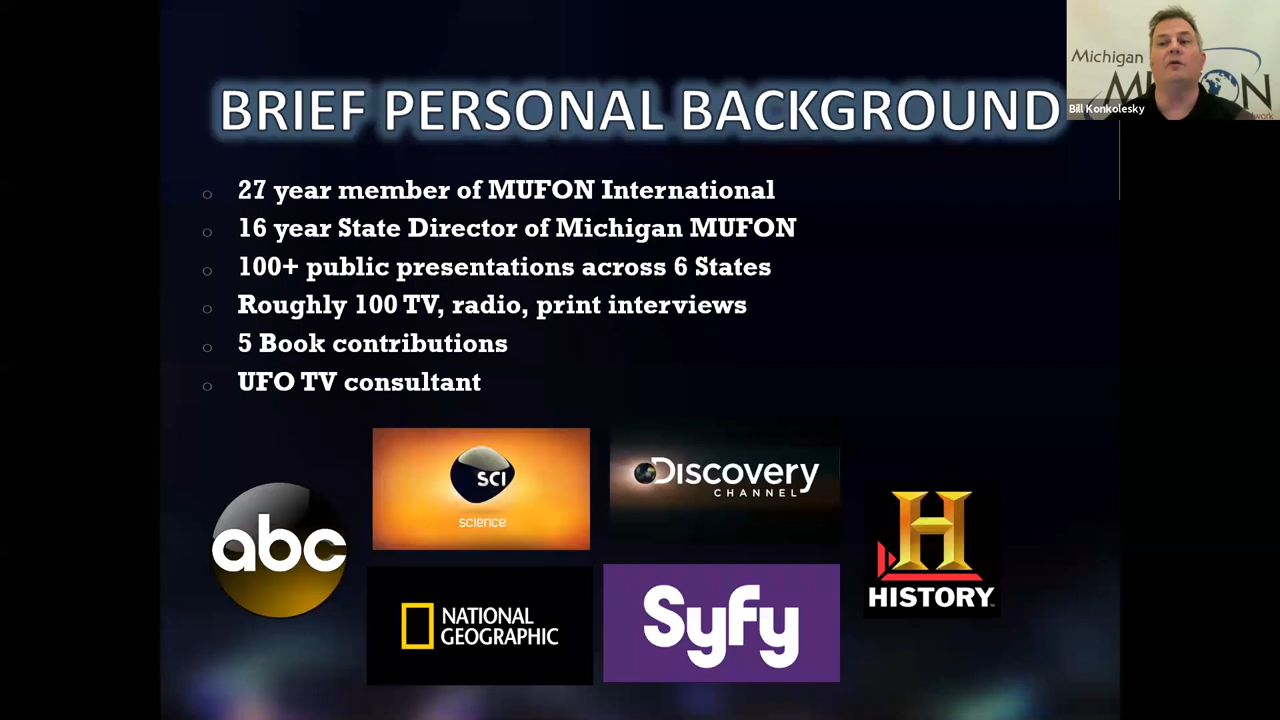 BRIEF PERSONAL BACKGROUND
Michigan
Bill Konkolesky
27 year member of MUFON International
16 year State Director of Michigan MUFON
100+ public presentations across 6 States
Roughly 100 TV, radio, print interviews
5 Book contributions
UFO TV consultant
abc
SCI
SCIENCE
DISCOVERY
CHANNEL
NATIONAL
GEOGRAPHIC
Syfy
H
HISTORY